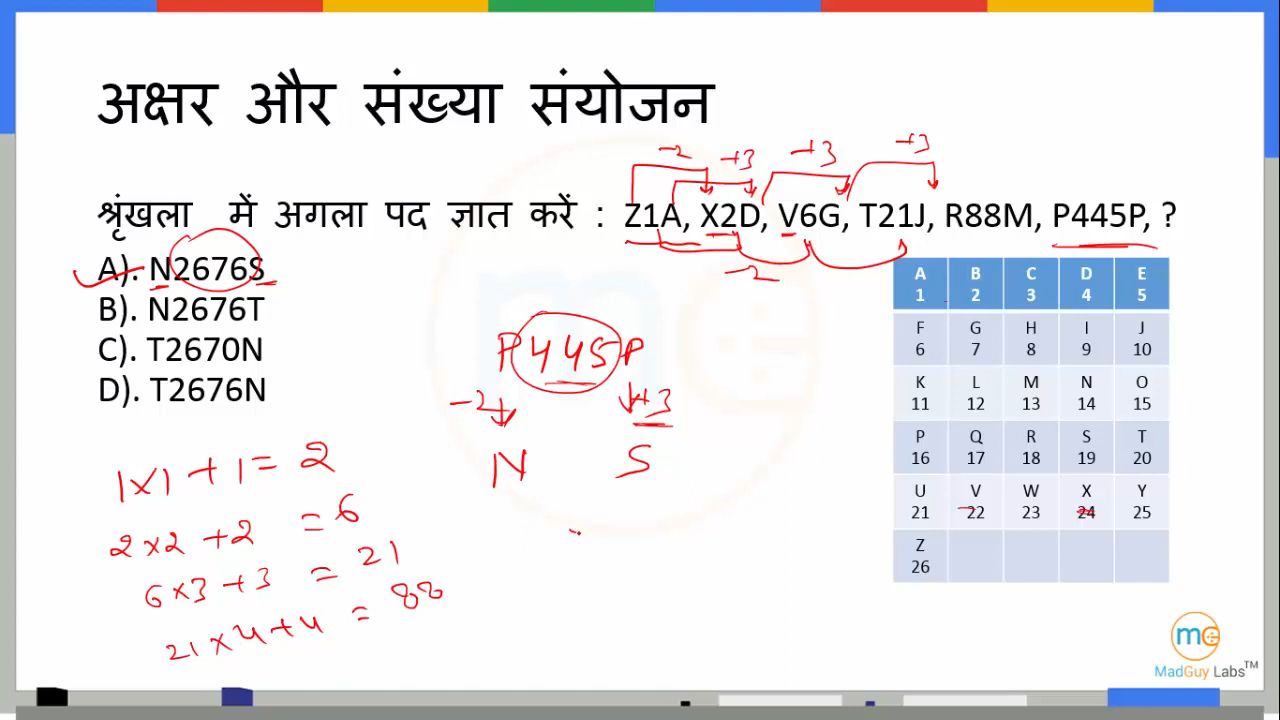 अक्षर और संख्या संयोजन
-2 +3 +3 +3
श्रृंखला में अगला पद ज्ञात करें : Z1A, X2D, V6G, T21J, R88M, P445P, ?
-2
A). N2676S
B). N2676T
C). T2670N
D). T2676N
P 445 P
-2 +3
N S
1×1 + 1 = 2
2×2 +2 = 6
6×3 +3 = 21
21×4+4 = 88
A B C D E
1 2 3 4 5
F G H I J
6 7 8 9 10
K L M N O
11 12 13 14 15
P Q R S T
16 17 18 19 20
U V W X Y
21 22 23 24 25
Z
26
me
MadGuy Labs™